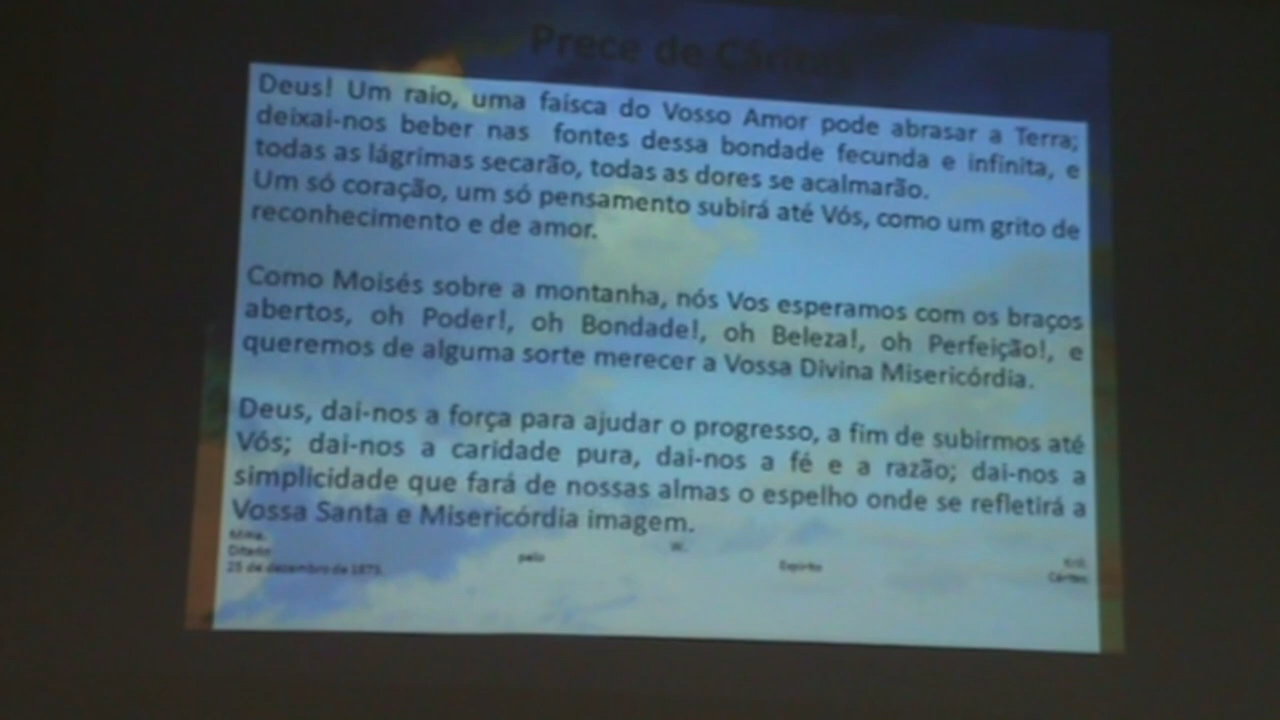 Prece de Cáritas
Deus! Um raio, uma faísca do Vosso Amor pode abrasar a Terra;
deixai-nos beber nas fontes dessa bondade fecunda e infinita, e
todas as lágrimas secarão, todas as dores se acalmarão.
Um só coração, um só pensamento subirá até Vós, como um grito de
reconhecimento e de amor.
Como Moisés sobre a montanha, nós Vos esperamos com os braços
abertos, oh Poder!, oh Bondade!, oh Beleza!, oh Perfeição!, e
queremos de alguma sorte merecer a Vossa Divina Misericórdia.
Deus, dai-nos a força para ajudar o progresso, a fim de subirmos até
Vós; dai-nos a caridade pura, dai-nos a fé e a razão; dai-nos a
simplicidade que fará de nossas almas o espelho onde se refletirá a
Vossa Santa e Misericórdia imagem.
Mme. W. Krill.
Ditado pelo Espírito Cáritas
25 de dezembro de 1873.